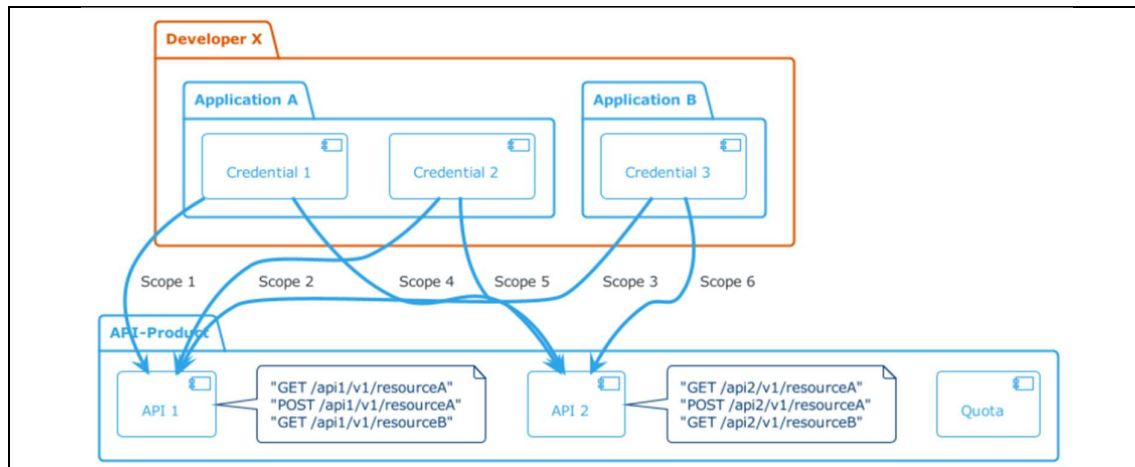 Developer X
Application A
Application B
Credential 1
Credential 2
Credential 3
Scope 1
Scope 2
Scope 4
Scope 5
Scope 3
Scope 6
API-Product
API 1
"GET /api1/v1/resourceA"
"POST /api1/v1/resourceA"
"GET /api1/v1/resourceB"
API 2
"GET /api2/v1/resourceA"
"POST /api2/v1/resourceA"
"GET /api2/v1/resourceB"
Quota